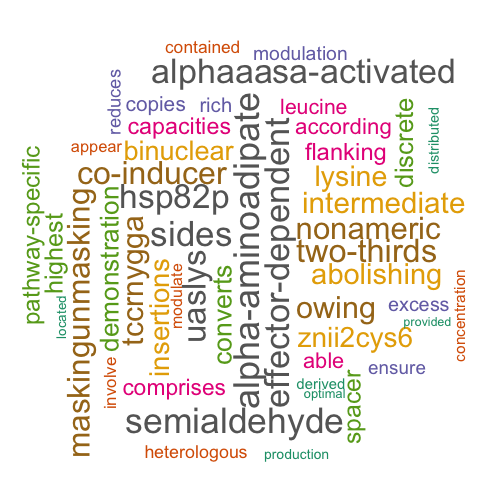 contained
modulation
alphaaasa-activated
reduces
copies
rich
leucine
discrete
distributed
capacities
according
appear
binuclear
flanking
pathway-specific
co-inducer
lysine
hsp82p
alpha-aminoadipate
effector-dependent
intermediate
highest
maskingunmasking
demonstration
tccrnygga
sides
nonameric
two-thirds
located
insertions
modulate
uaslys
converts
abolishing
concentration
owing
excess
provided
znii2cys6
able
ensure
involve
comprises
derived
optimal
spacer
semialdehyde
heterologous
production